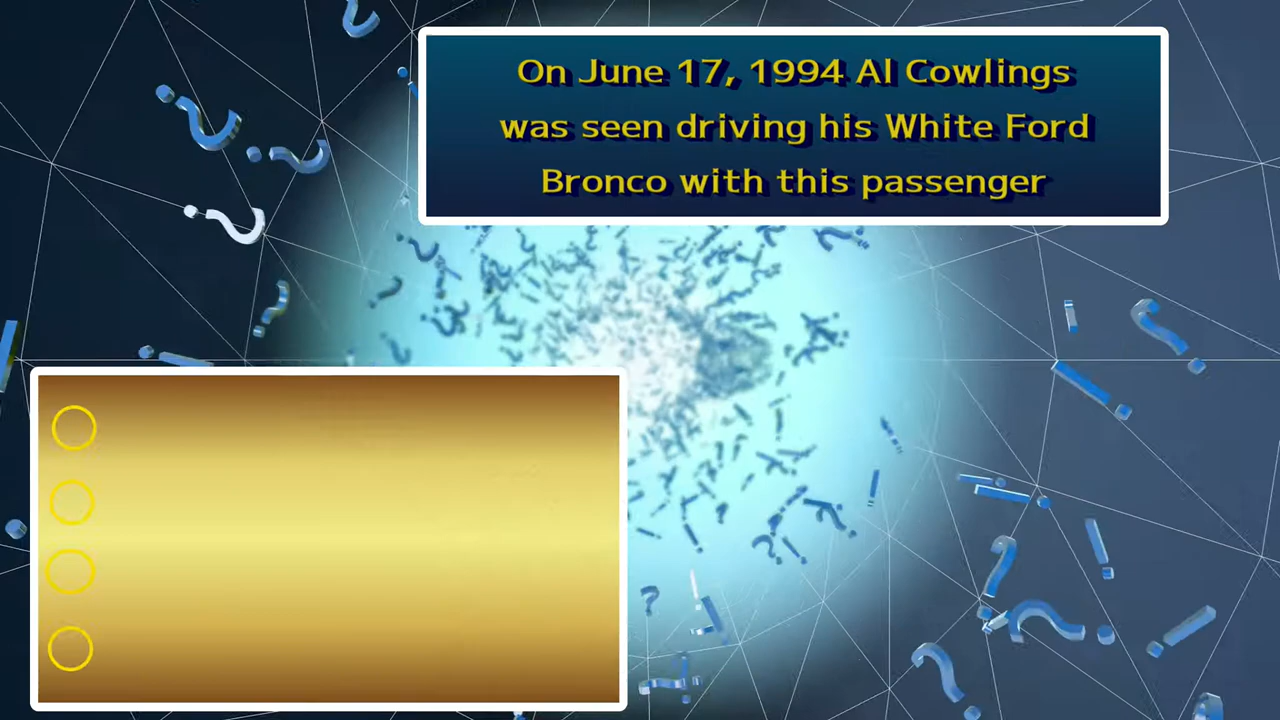 On June 17, 1994 Al Cowlings
was seen driving his White Ford
Bronco with this passenger